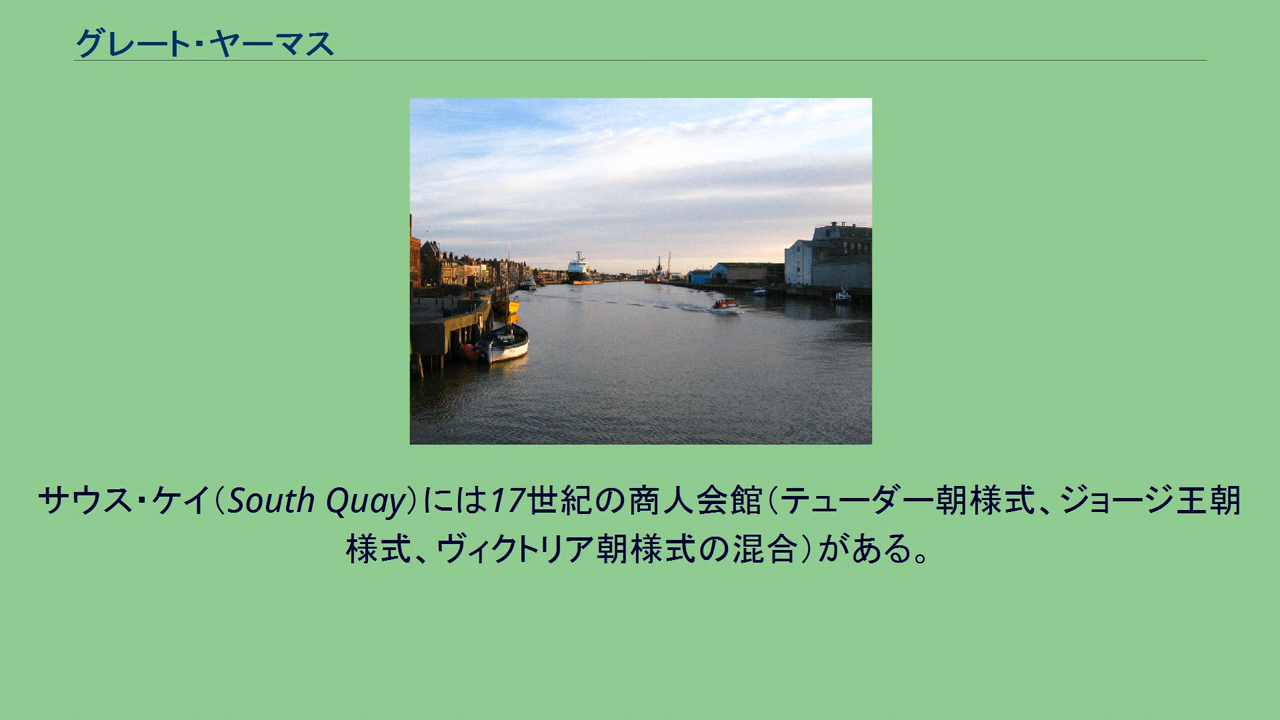 グレート・ヤーマス
サウス・ケイ（South Quay）には17世紀の商人会館（テューダー朝様式、ジョージ王朝
様式、ヴィクトリア朝様式の混合）がある。